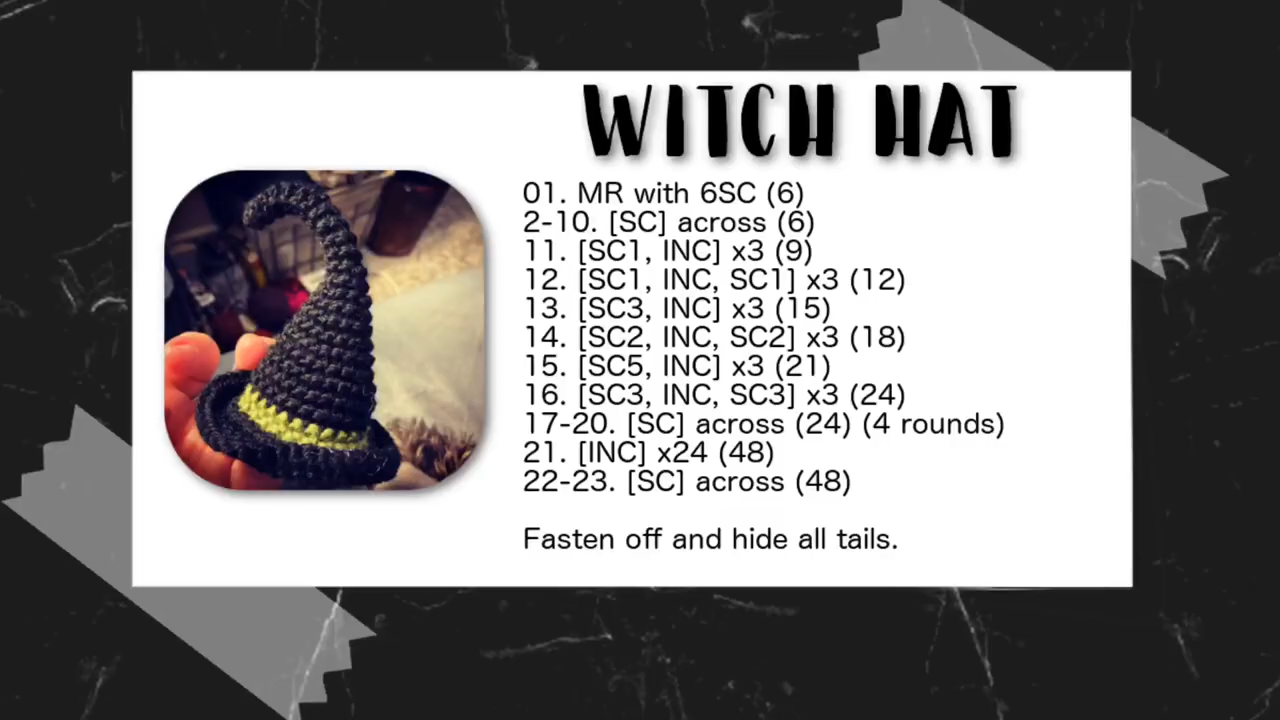 WITCH HAT
01. MR with 6SC (6)
2-10. [SC] across (6)
11. [SC1, INC] x3 (9)
12. [SC1, INC, SC1] x3 (12)
13. [SC3, INC] x3 (15)
14. [SC2, INC, SC2] x3 (18)
15. [SC5, INC] x3 (21)
16. [SC3, INC, SC3] x3 (24)
17-20. [SC] across (24) (4 rounds)
21. [INC] x24 (48)
22-23. [SC] across (48)
Fasten off and hide all tails.